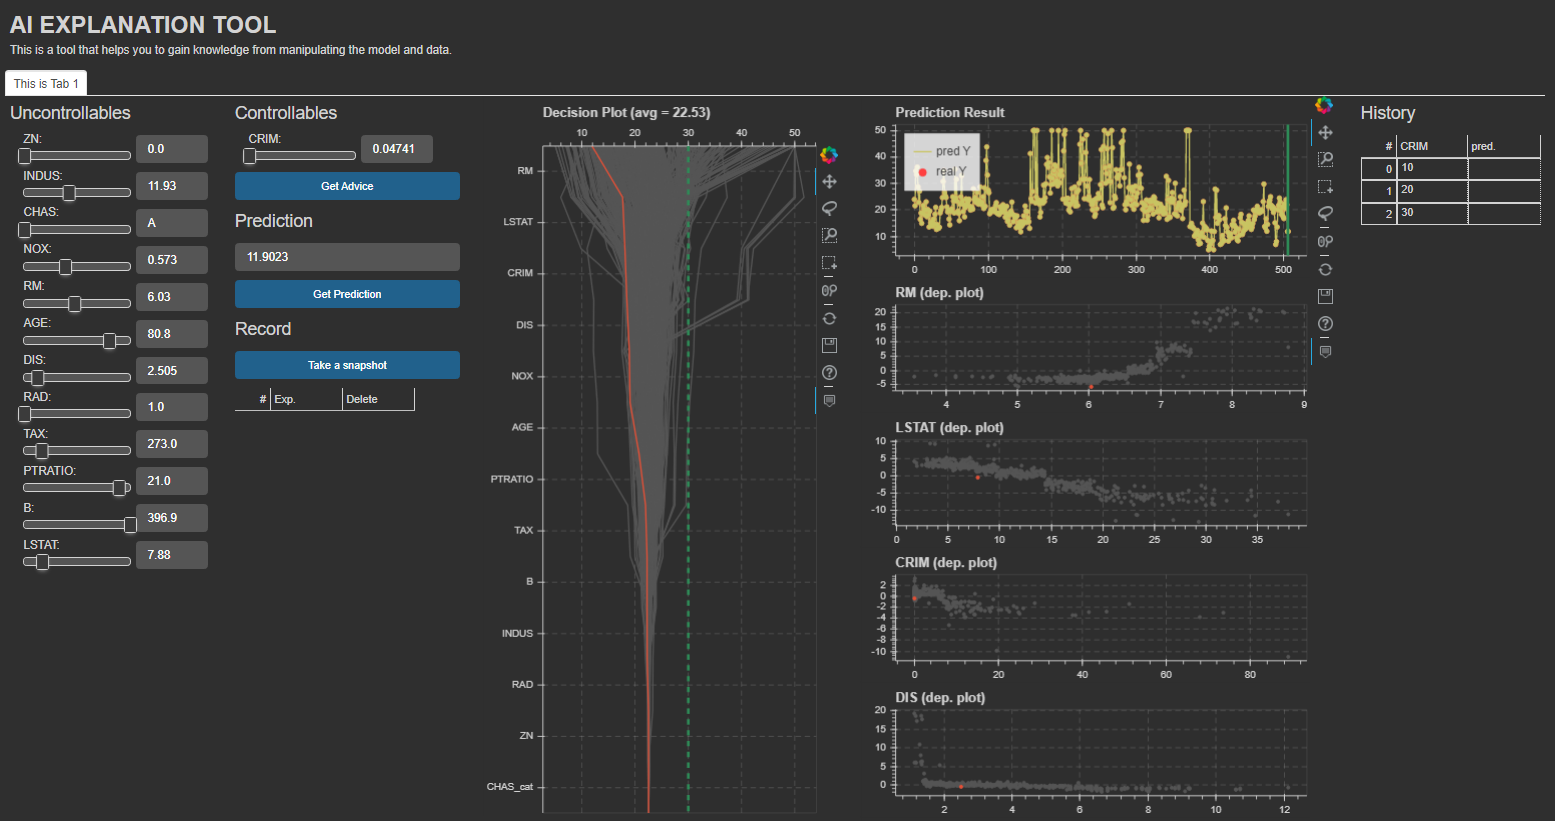 AI EXPLANATION TOOL
This is a tool that helps you to gain knowledge from manipulating the model and data.
This is Tab 1
Uncontrollables
ZN:
0.0
INDUS:
11.93
CHAS:
A
NOX:
0.573
RM:
6.03
AGE:
80.8
DIS:
2.505
RAD:
1.0
TAX:
273.0
PTRATIO:
21.0
B:
396.9
LSTAT:
7.88
Controllables
CRIM:
0.04741
Get Advice
Prediction
11.9023
Get Prediction
Record
Take a snapshot
# Exp. Delete
Decision Plot (avg = 22.53)
10 20 30 40 50
RM
LSTAT
CRIM
DIS
NOX
AGE
PTRATIO
TAX
B
INDUS
RAD
ZN
CHAS_cat
Prediction Result
50
40
30
20
10
pred Y
real Y
0 100 200 300 400 500
RM (dep. plot)
20
15
10
5
0
-5
4 5 6 7 8 9
LSTAT (dep. plot)
10
5
0
-5
-10
0 5 10 15 20 25 30 35
CRIM (dep. plot)
2
0
-2
-4
-6
-8
-10
0 20 40 60 80
DIS (dep. plot)
20
15
10
5
0
2 4 6 8 10 12
History
# CRIM pred.
0 10
1 20
2 30